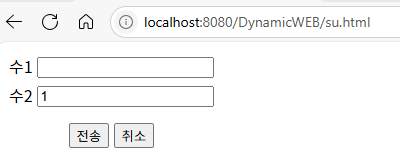 localhost:8080/DynamicWEB/su.html
수1
수2 1
전송 취소